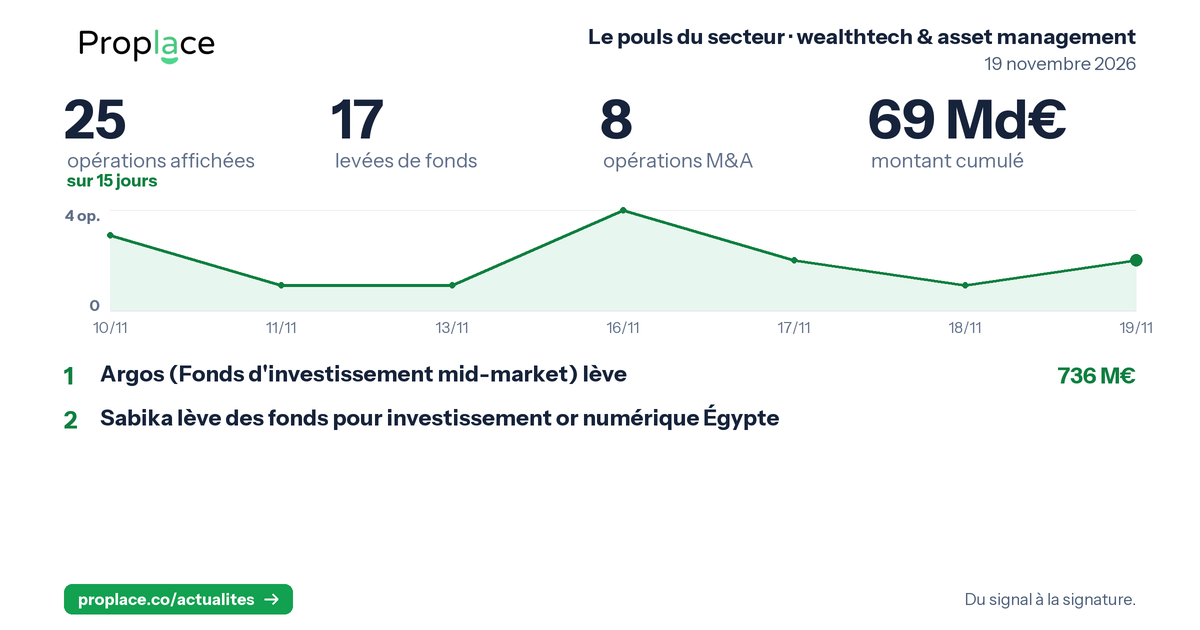 Proplace
Le pouls du secteur · wealthtech & asset management
19 novembre 2026
25
opérations affichées
sur 15 jours
17
levées de fonds
8
opérations M&A
69 Md€
montant cumulé
4 op.
0
10/11 11/11 13/11 16/11 17/11 18/11 19/11
1 Argos (Fonds d'investissement mid-market) lève 736 M€
2 Sabika lève des fonds pour investissement or numérique Égypte
proplace.co/actualites →
Du signal à la signature.